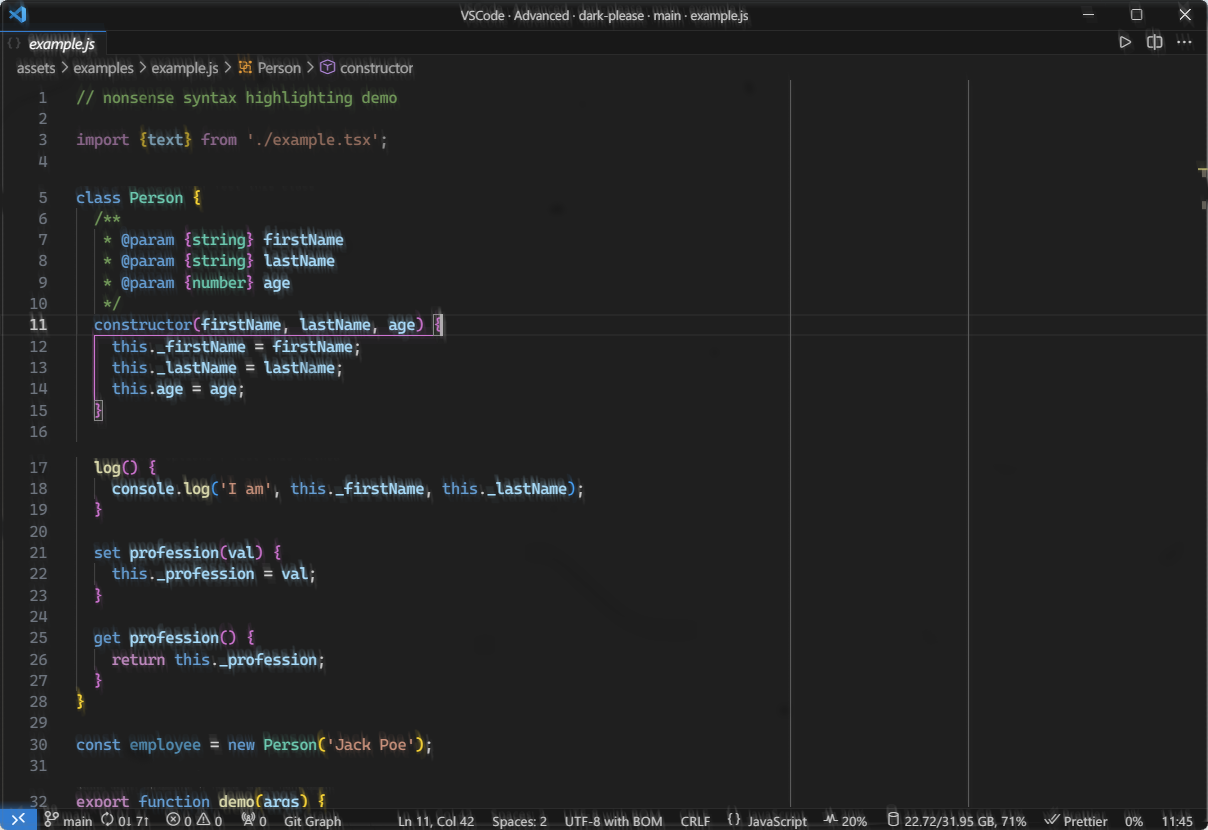 VSCode · Advanced · dark-please · main · example.js
example.js
assets > examples > example.js > Person > constructor
1 // nonsense syntax highlighting demo
2
3 import {text} from './example.tsx';
4
5 class Person {
6 /**
7 * @param {string} firstName
8 * @param {string} lastName
9 * @param {number} age
10 */
11 constructor(firstName, lastName, age) {
12 this._firstName = firstName;
13 this._lastName = lastName;
14 this.age = age;
15 }
16
17 log() {
18 console.log('I am', this._firstName, this._lastName);
19 }
20
21 set profession(val) {
22 this._profession = val;
23 }
24
25 get profession() {
26 return this._profession;
27 }
28 }
29
30 const employee = new Person('Jack Poe');
31
32 export function demo(args) {
main 0↓ 7↑ 0 0 0 Git Graph Ln 11, Col 42 Spaces: 2 UTF-8 with BOM CRLF {} JavaScript 20% 22.72/31.95 GB, 71% Prettier 0% 11:45